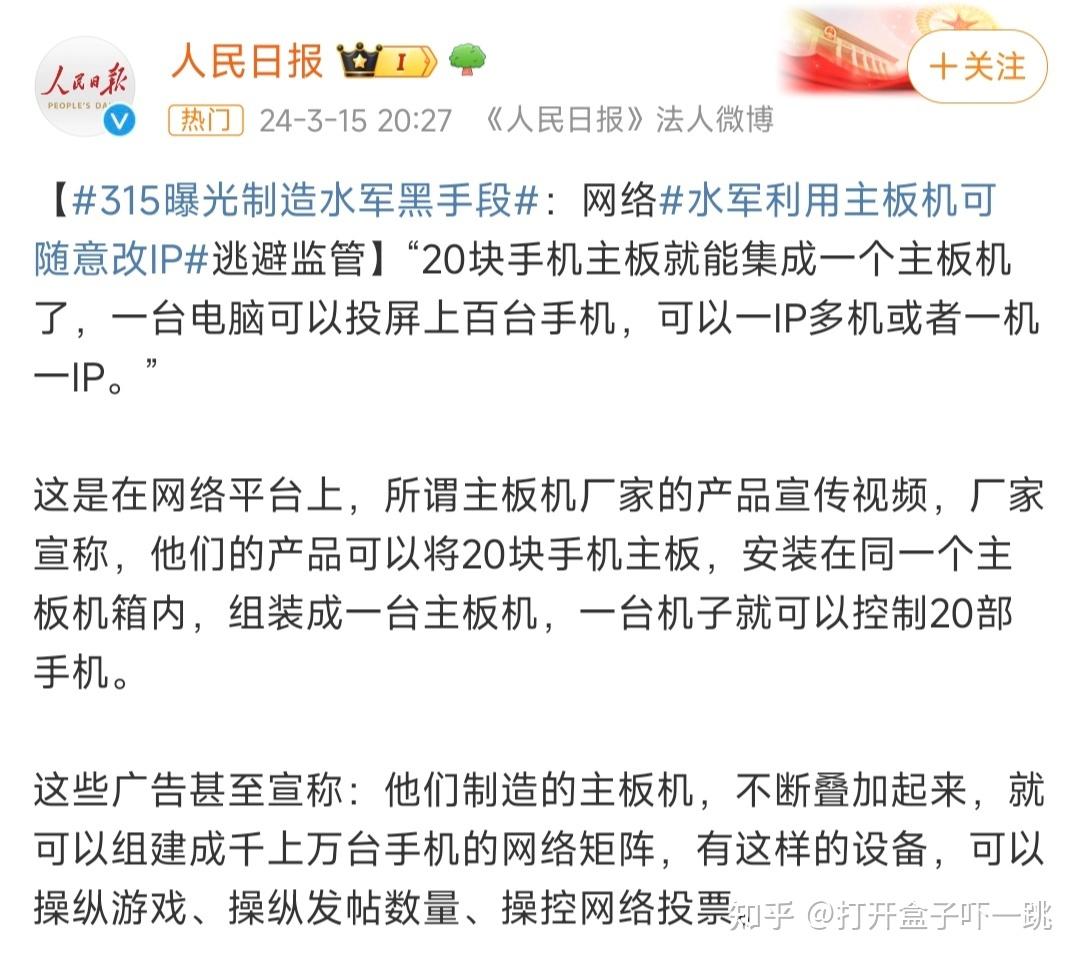 人民日报
人民日报
PEOPLE'S DA
I
+关注
热门 24-3-15 20:27 《人民日报》法人微博
【#315曝光制造水军黑手段#：网络#水军利用主板机可
随意改IP#逃避监管】“20块手机主板就能集成一个主板机
了，一台电脑可以投屏上百台手机，可以一IP多机或者一机
一IP。”
这是在网络平台上，所谓主板机厂家的产品宣传视频，厂家
宣称，他们的产品可以将20块手机主板，安装在同一个主
板机箱内，组装成一台主板机，一台机子就可以控制20部
手机。
这些广告甚至宣称：他们制造的主板机，不断叠加起来，就
可以组建成千上万台手机的网络矩阵，有这样的设备，可以
操纵游戏、操纵发帖数量、操控网络投票。
知乎 @打开盒子吓一跳